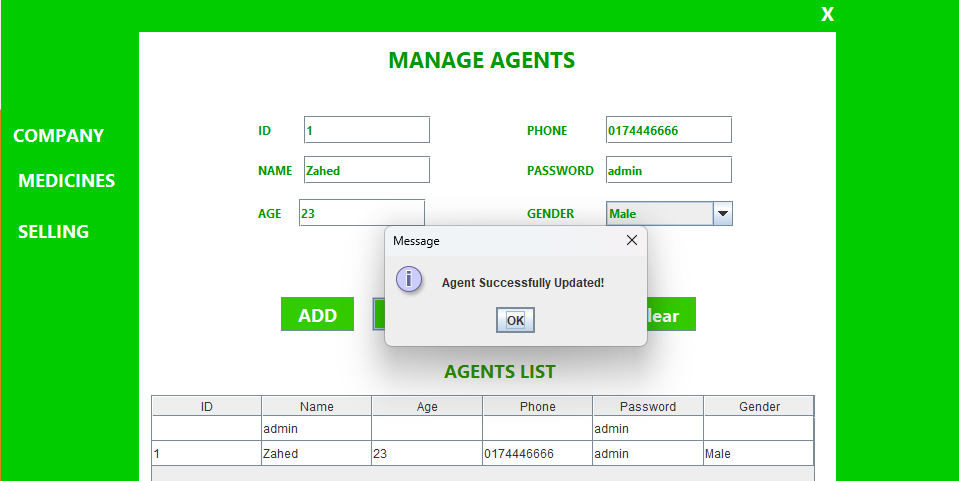 X
MANAGE AGENTS
COMPANY
MEDICINES
SELLING
ID 1 PHONE 0174446666
NAME Zahed PASSWORD admin
AGE 23 GENDER Male
Message
i
Agent Successfully Updated!
OK
ADD lear
AGENTS LIST
ID Name Age Phone Password Gender
admin admin
1 Zahed 23 0174446666 admin Male